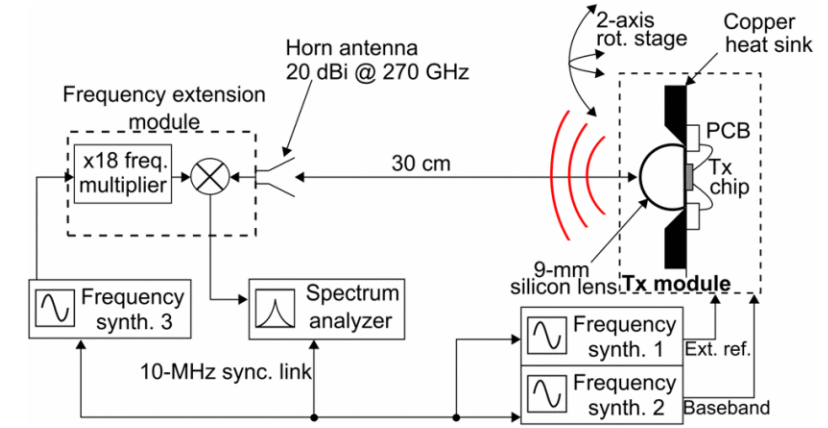 2-axis
rot. stage
Copper
heat sink
Horn antenna
20 dBi @ 270 GHz
Frequency extension
module
x18 freq.
multiplier
30 cm
PCB
Tx
chip
9-mm
silicon lens
Tx module
Frequency
synth. 3
Spectrum
analyzer
Frequency
synth. 1
Ext. ref.
10-MHz sync. link
Frequency
synth. 2
Baseband